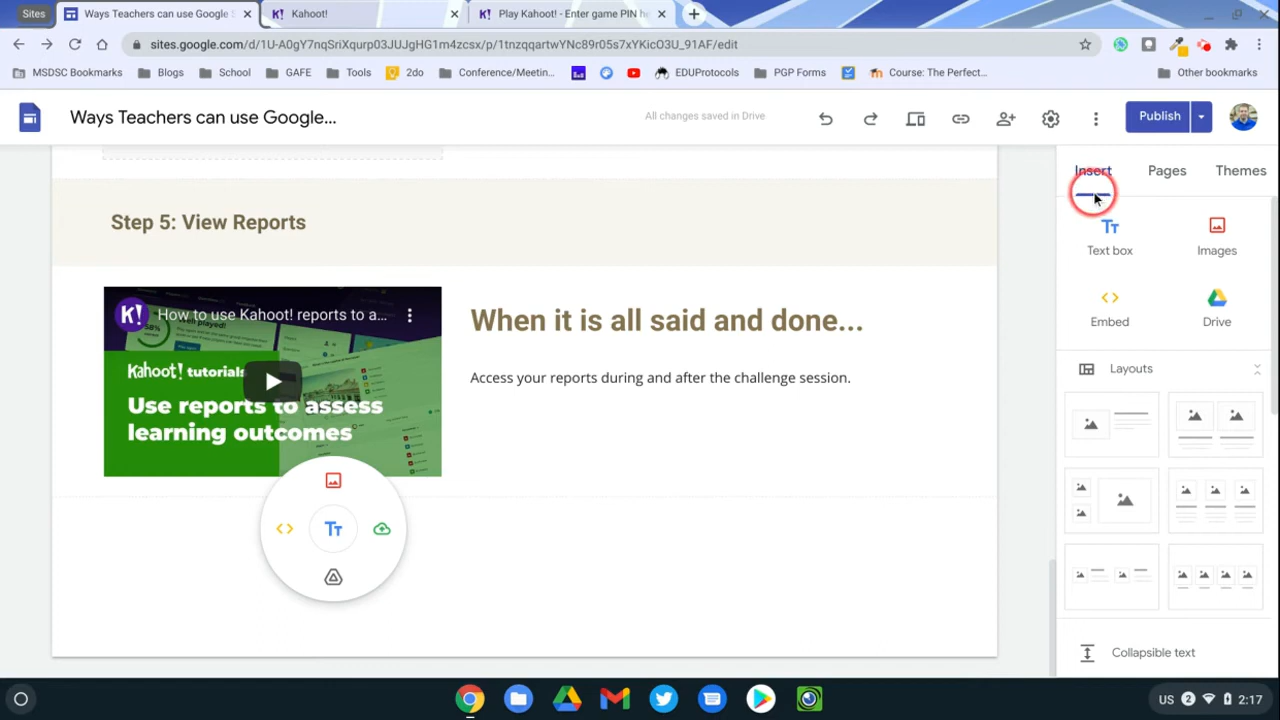 Sites
Ways Teachers can use Google S
Kahoot!
Play Kahoot! - Enter game PIN he
sites.google.com/d/1U-A0gY7nqSriXqurp03JUJgHG1m4zcsx/p/1tnzqqartwYNc89r05s7xYKicO3U_91AF/edit
MSDSC Bookmarks
Blogs
School
GAFE
Tools
2do
Conference/Meetin...
EDUProtocols
PGP Forms
Course: The Perfect...
Other bookmarks
Ways Teachers can use Google...
All changes saved in Drive
Publish
Insert
Pages
Themes
Step 5: View Reports
K!
How to use Kahoot! reports to a...
Kahoot! tutorials
Use reports to assess
learning outcomes
When it is all said and done...
Access your reports during and after the challenge session.
Tt
Tt
Text box
Images
Embed
Drive
Layouts
Collapsible text
US
2
2:17